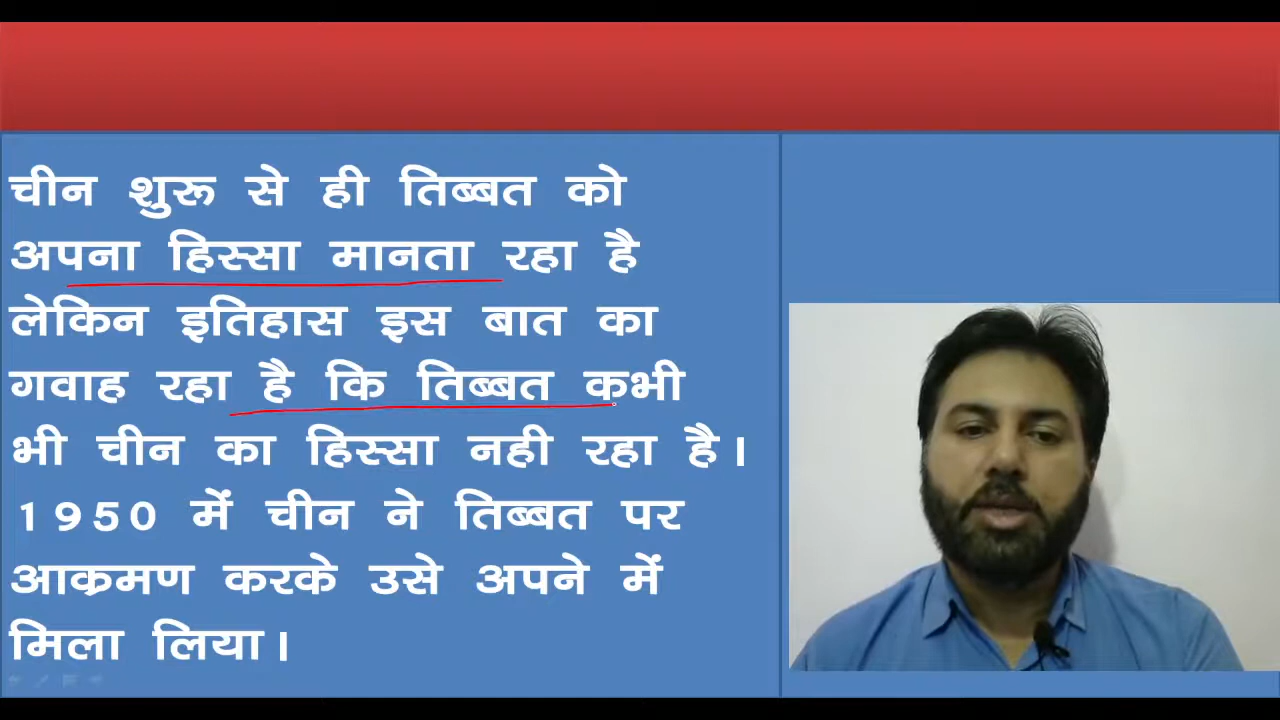 चीन शुरू से ही तिब्बत को
अपना हिस्सा मानता रहा है
लेकिन इतिहास इस बात का
गवाह रहा है कि तिब्बत कभी
भी चीन का हिस्सा नही रहा है।
1950 में चीन ने तिब्बत पर
आक्रमण करके उसे अपने में
मिला लिया।